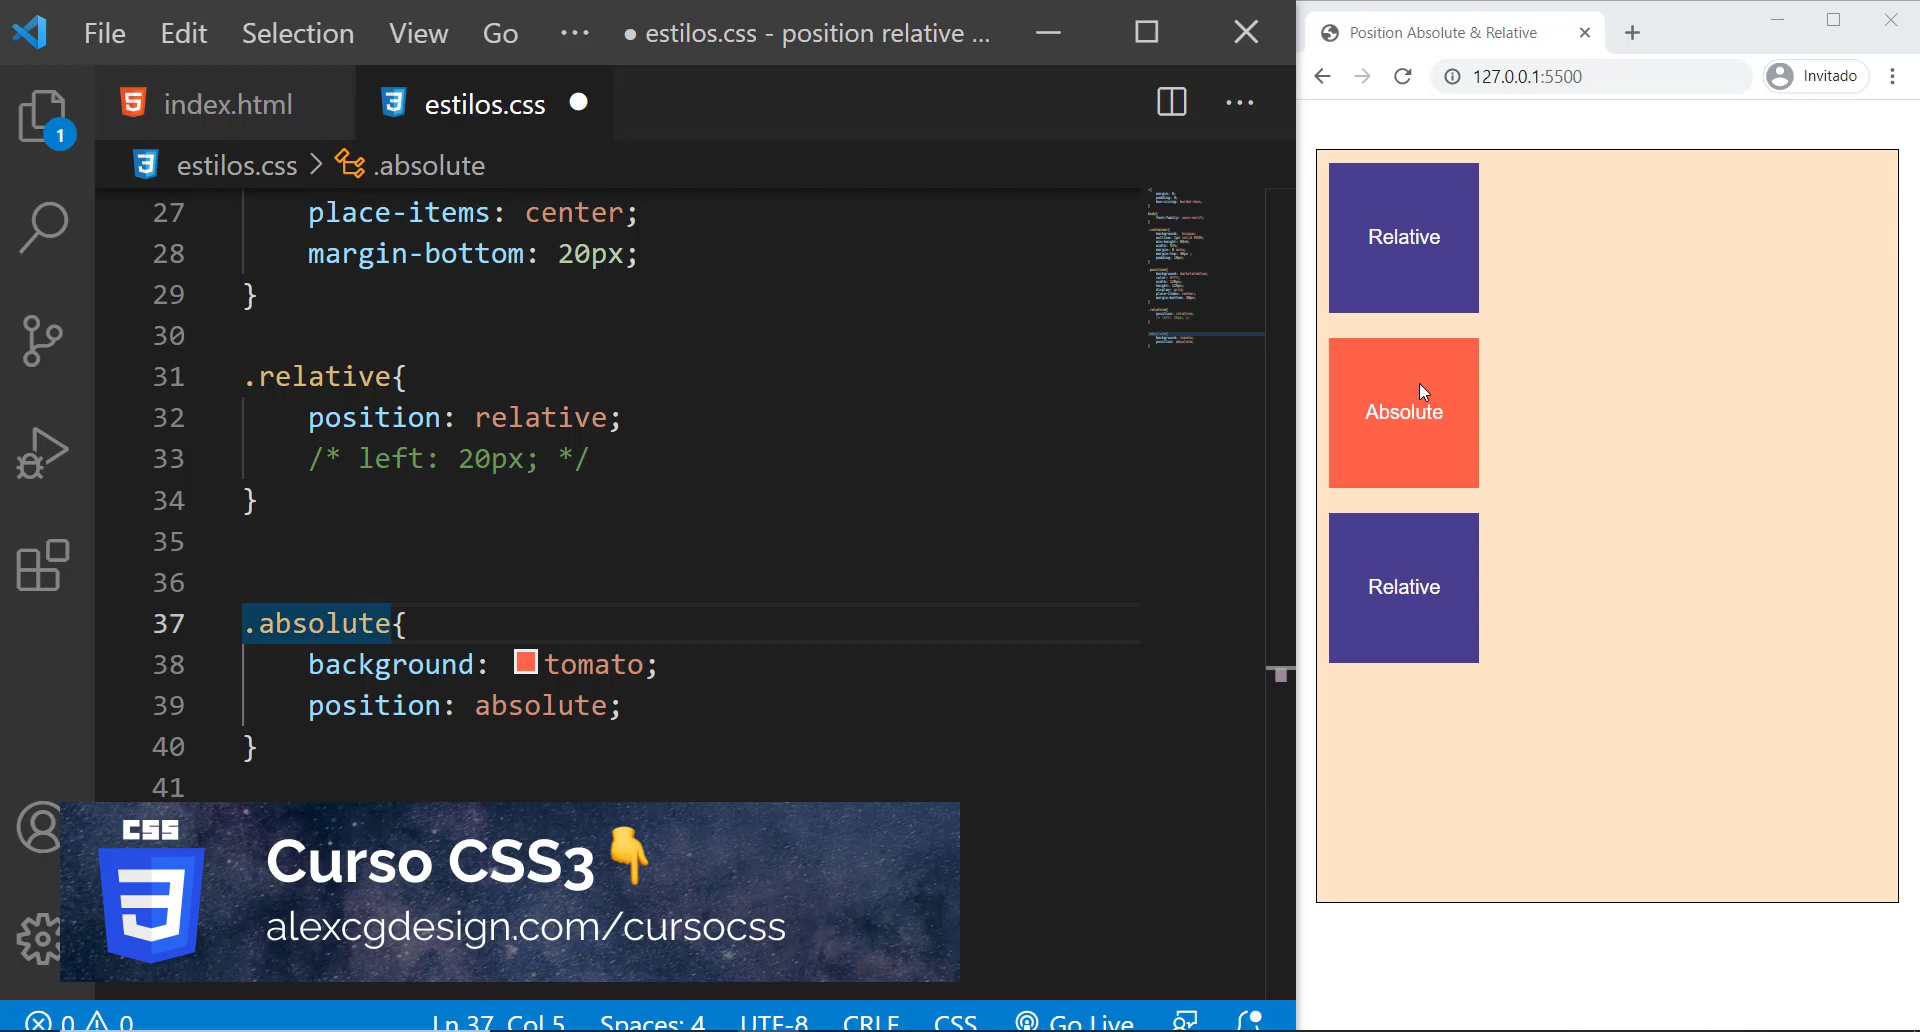 File Edit Selection View Go ··· ● estilos.css - position relative ...
index.html estilos.css ●
estilos.css > .absolute
27 place-items: center;
28 margin-bottom: 20px;
29 }
30
31 .relative{
32 position: relative;
33 /* left: 20px; */
34 }
35
36
37 .absolute{
38 background: tomato;
39 position: absolute;
40 }
41
1
CSS
3
Curso CSS3👇
alexcgdesign.com/cursocss
0 0 Ln 37, Col 5 Spaces: 4 UTF-8 CRLF CSS Go Live
Position Absolute & Relative
127.0.0.1:5500 Invitado
Relative
Absolute
Relative